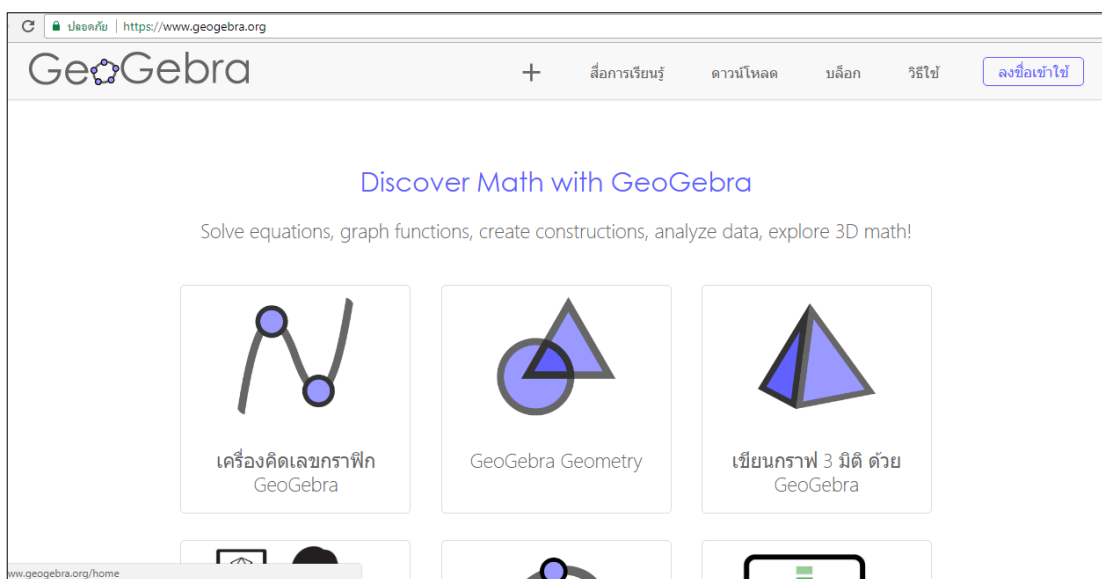 ปลอดภัย | https://www.geogebra.org
GeoGebra
+ สื่อการเรียนรู้ ดาวน์โหลด บล็อก วิธีใช้ ลงชื่อเข้าใช้
Discover Math with GeoGebra
Solve equations, graph functions, create constructions, analyze data, explore 3D math!
เครื่องคิดเลขกราฟิก
GeoGebra
GeoGebra Geometry
เขียนกราฟ 3 มิติ ด้วย
GeoGebra
ww.geogebra.org/home